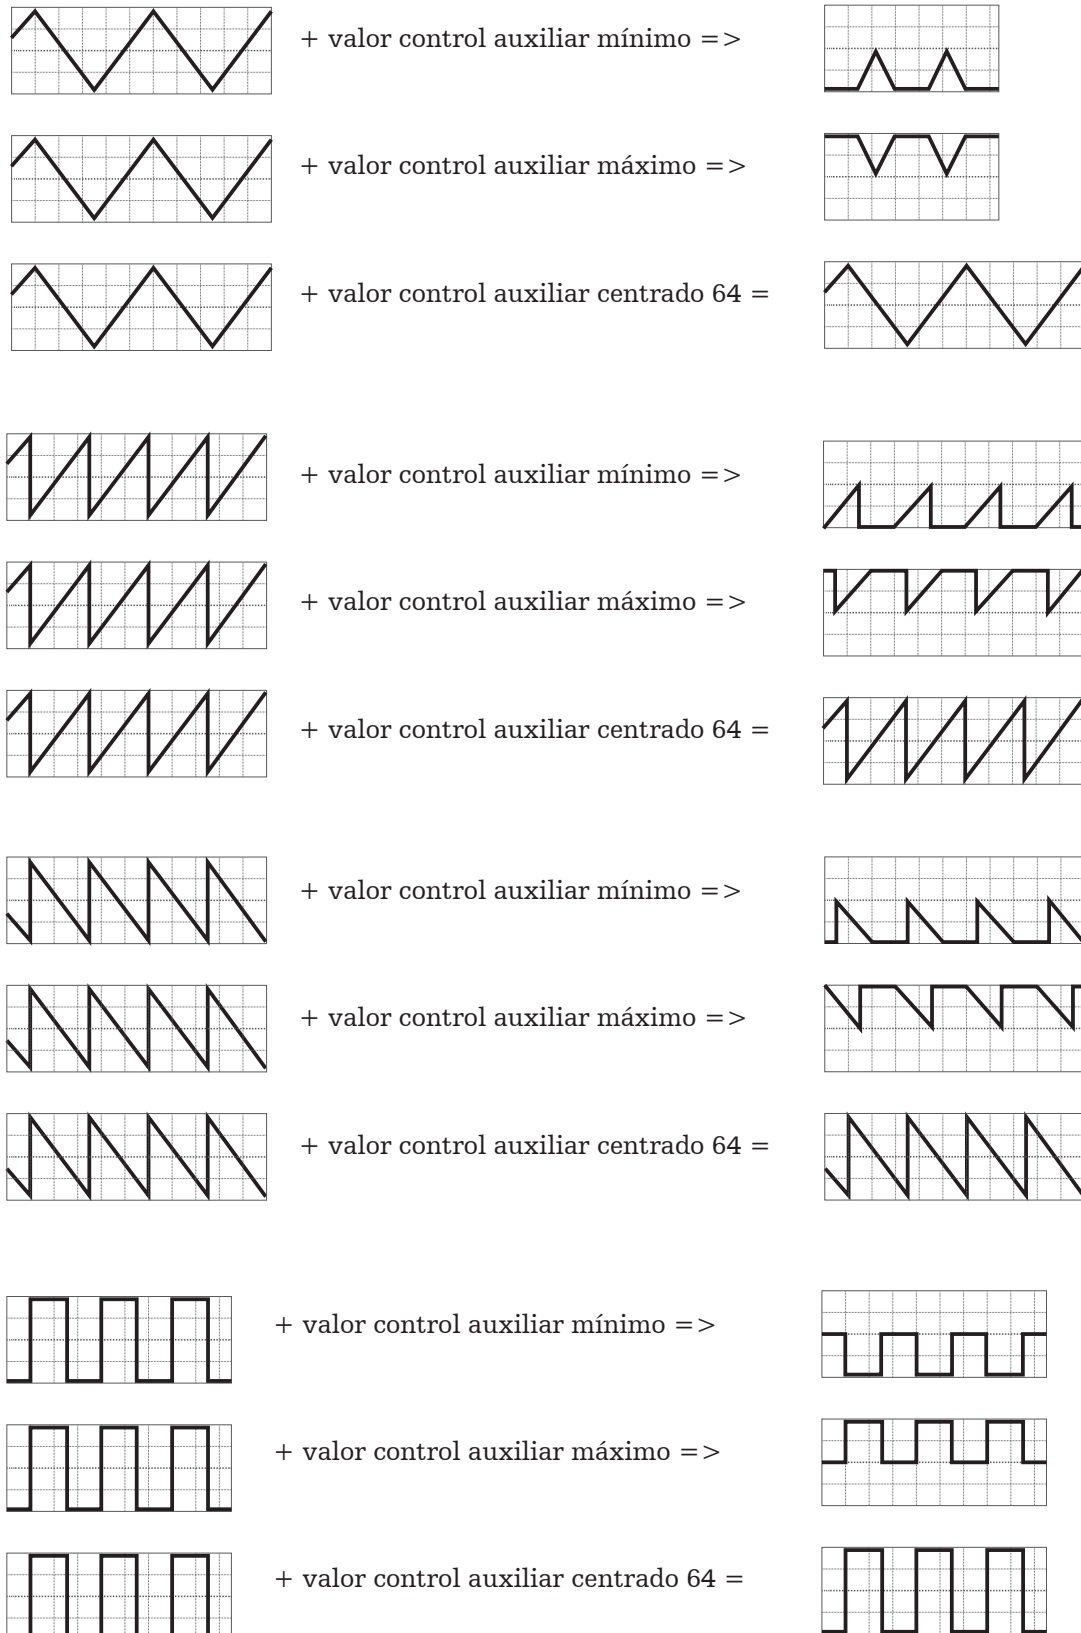 + valor control auxiliar mínimo =>
+ valor control auxiliar máximo =>
+ valor control auxiliar centrado 64 =
+ valor control auxiliar mínimo =>
+ valor control auxiliar máximo =>
+ valor control auxiliar centrado 64 =
+ valor control auxiliar mínimo =>
+ valor control auxiliar máximo =>
+ valor control auxiliar centrado 64 =
+ valor control auxiliar mínimo =>
+ valor control auxiliar máximo =>
+ valor control auxiliar centrado 64 =